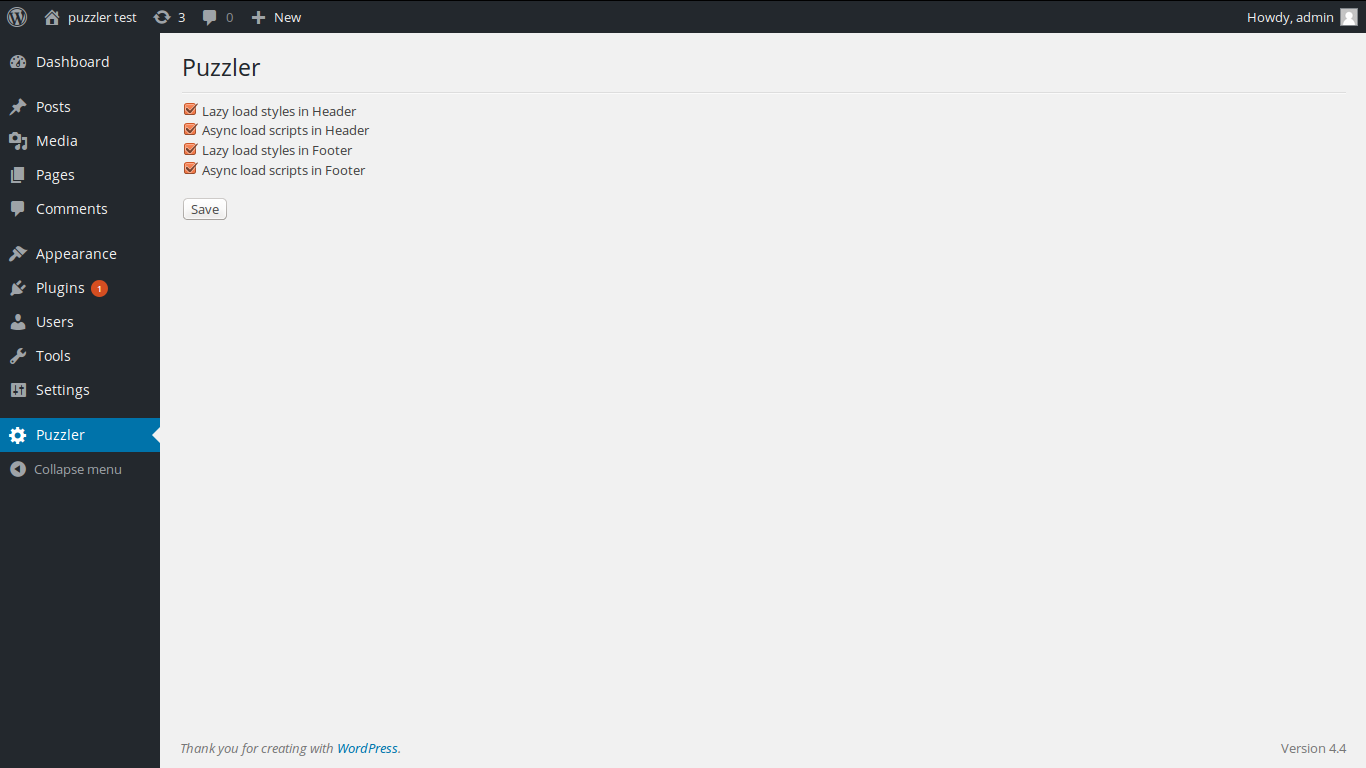 puzzler test 3 0 New Howdy, admin
Dashboard
Posts
Media
Pages
Comments
Appearance
Plugins 1
Users
Tools
Settings
Puzzler
Collapse menu
Puzzler
Lazy load styles in Header
Async load scripts in Header
Lazy load styles in Footer
Async load scripts in Footer
Save
Thank you for creating with WordPress. Version 4.4